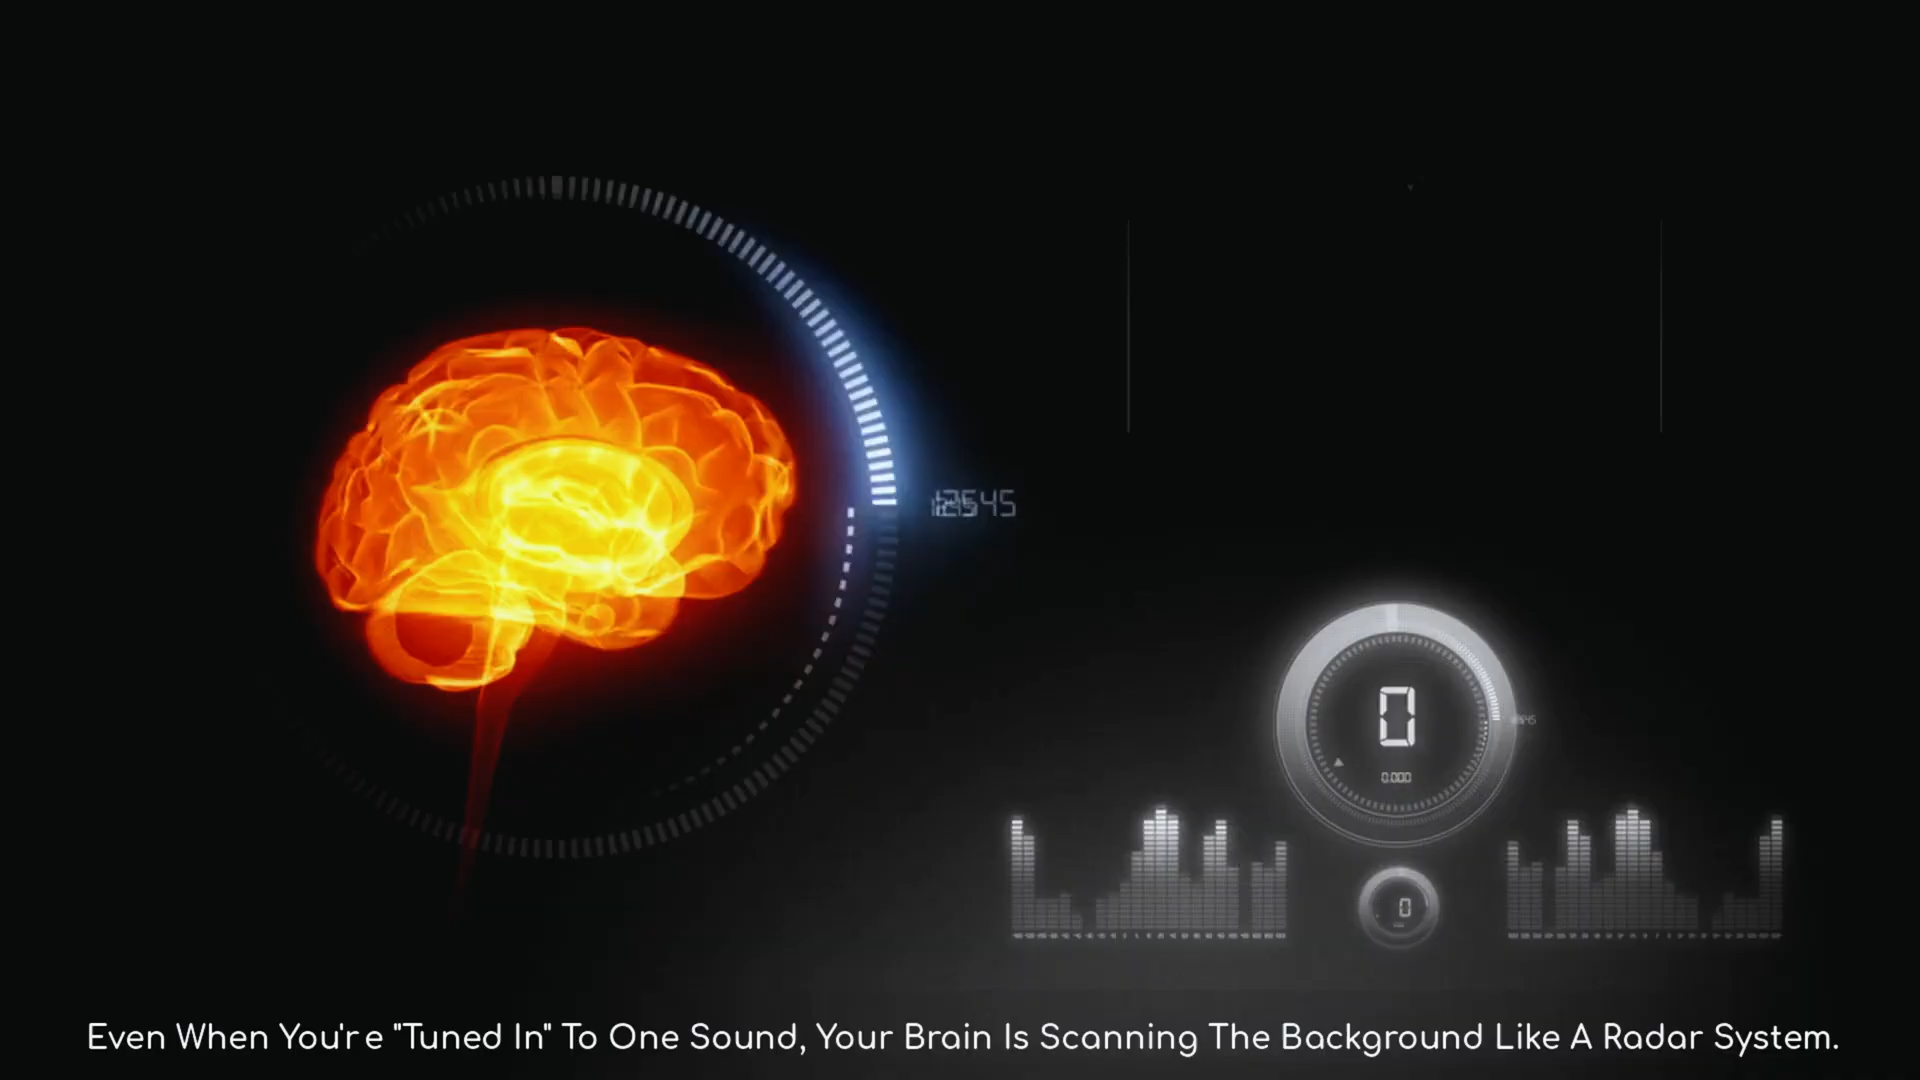 0
0.000
0
Even When You're "Tuned In" To One Sound, Your Brain Is Scanning The Background Like A Radar System.